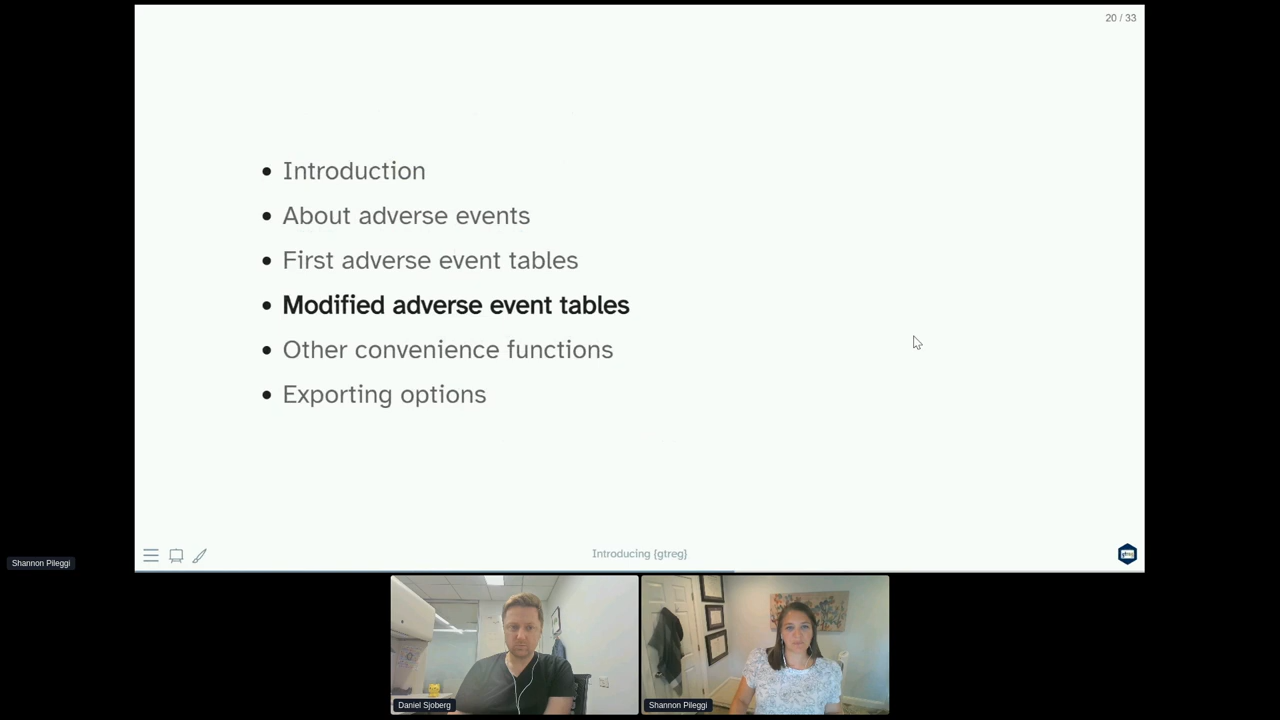 20 / 33
Introduction
About adverse events
First adverse event tables
Modified adverse event tables
Other convenience functions
Exporting options
Introducing {gtreg}
Shannon Pileggi
Daniel Sjoberg
Shannon Pileggi